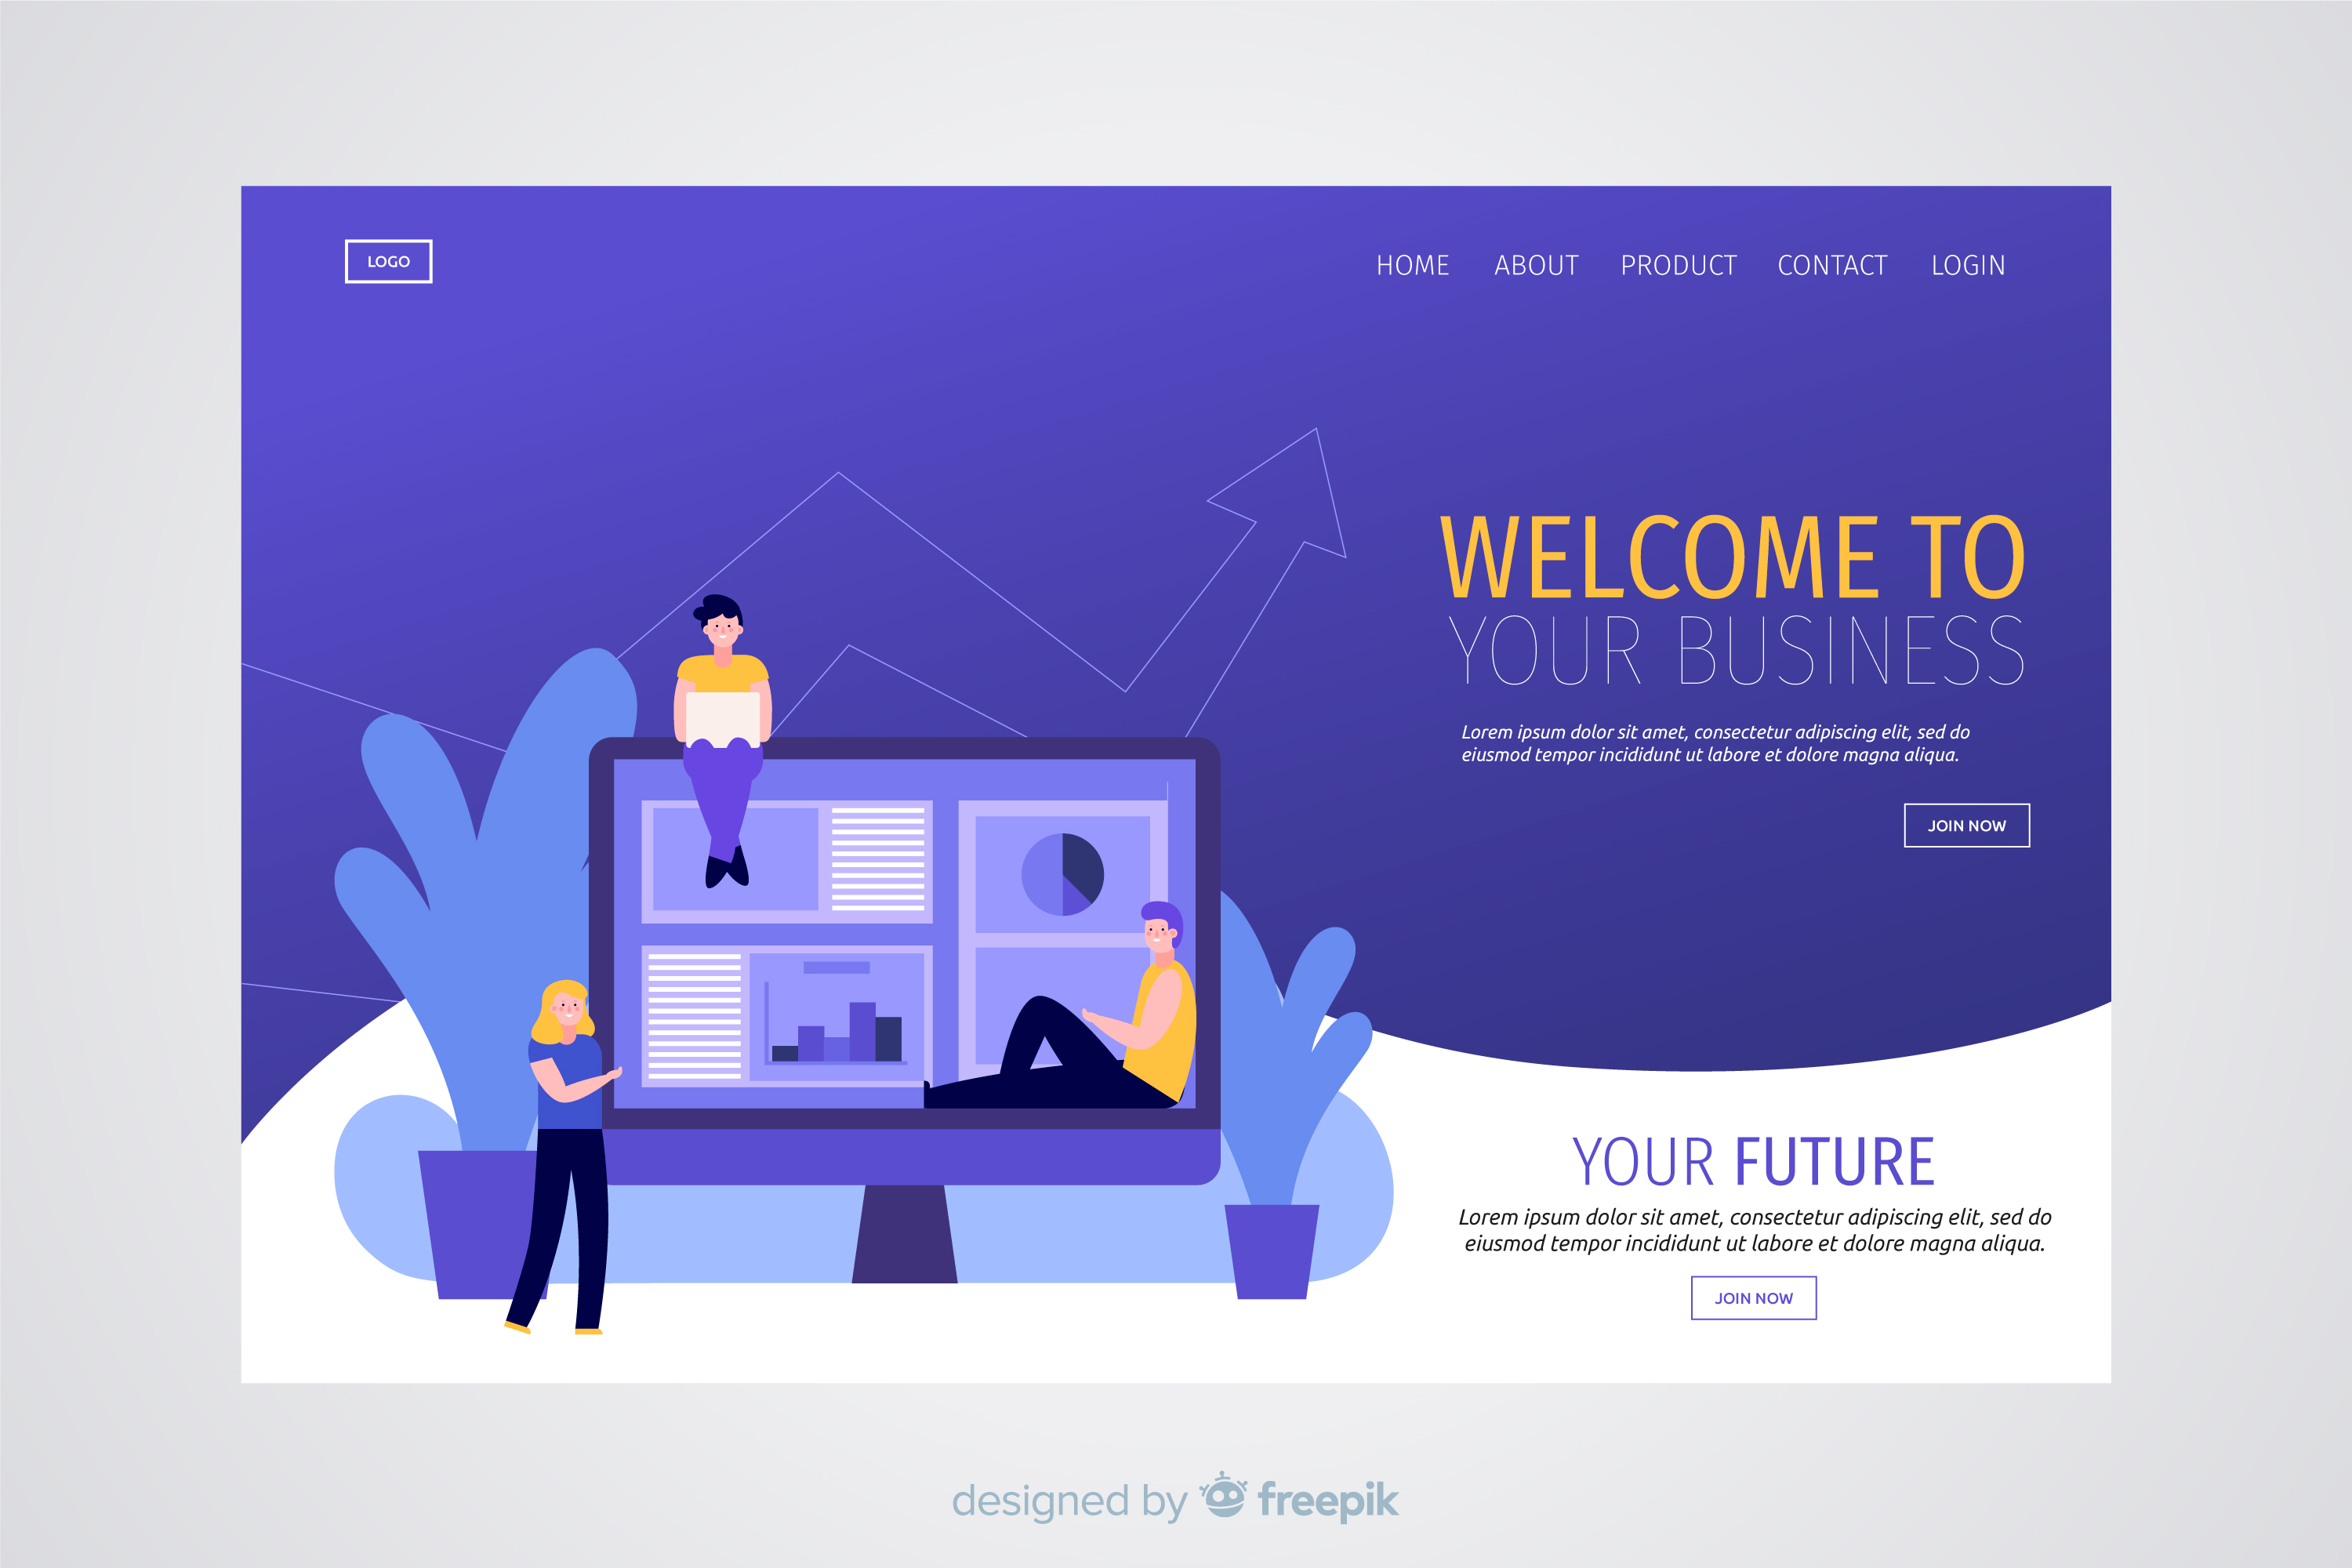 LOGO
HOME ABOUT PRODUCT CONTACT LOGIN
WELCOME TO
YOUR BUSINESS
Lorem ipsum dolor sit amet, consectetur adipiscing elit, sed do
eiusmod tempor incididunt ut labore et dolore magna aliqua.
JOIN NOW
YOUR FUTURE
Lorem ipsum dolor sit amet, consectetur adipiscing elit, sed do
eiusmod tempor incididunt ut labore et dolore magna aliqua.
JOIN NOW
designed by freepik